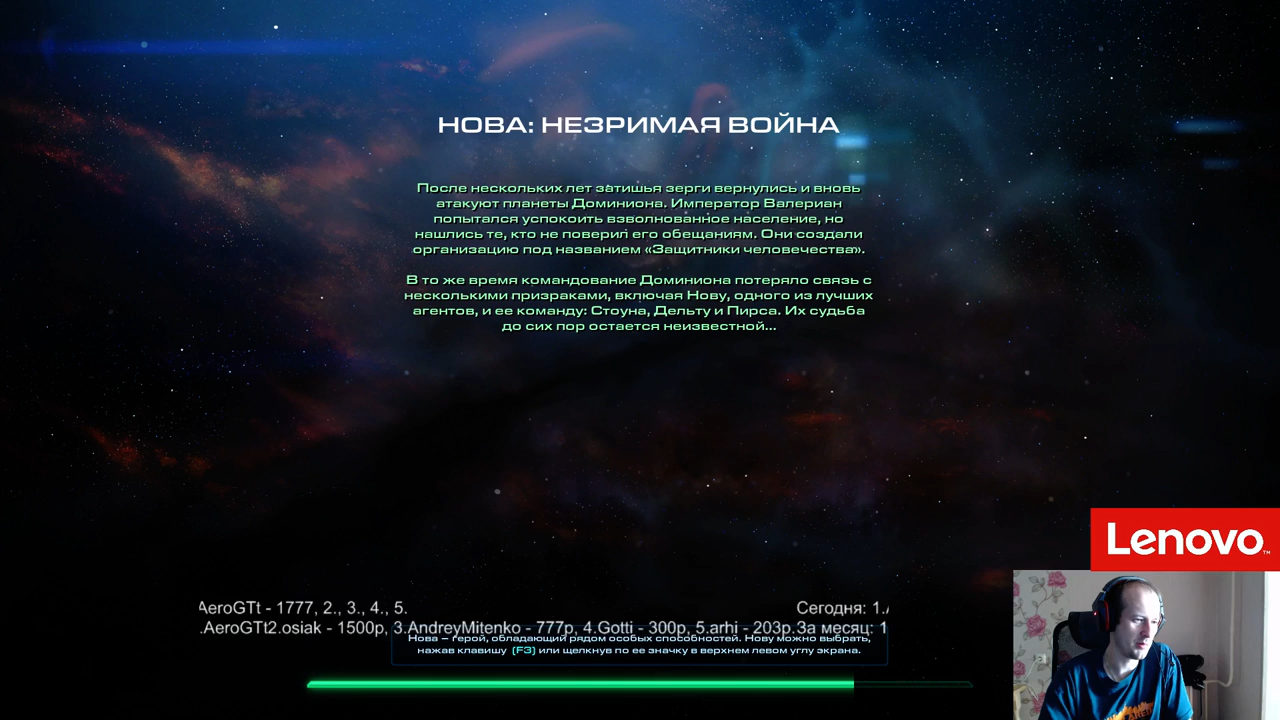 НОВА: НЕЗРИМАЯ ВОЙНА
После нескольких лет затишья зерги вернулись и вновь
атакуют планеты Доминиона. Император Валериан
попытался успокоить взволнованное население, но
нашлись те, кто не поверил его обещаниям. Они создали
организацию под названием «Защитники человечества».
В то же время командование Доминиона потеряло связь с
несколькими призраками, включая Нову, одного из лучших
агентов, и ее команду: Стоуна, Дельту и Пирса. Их судьба
до сих пор остается неизвестной...
Lenovo™
AeroGTt - 1777, 2., 3., 4., 5.
Сегодня: 1.
.AeroGTt2.osiak - 1500р, 3.AndreyMitenko - 777р, 4.Gotti - 300р, 5.arhi - 203р.За месяц: 1
Нова – герой, обладающий рядом особых способностей. Нову можно выбрать,
нажав клавишу (F3) или щелкнув по ее значку в верхнем левом углу экрана.